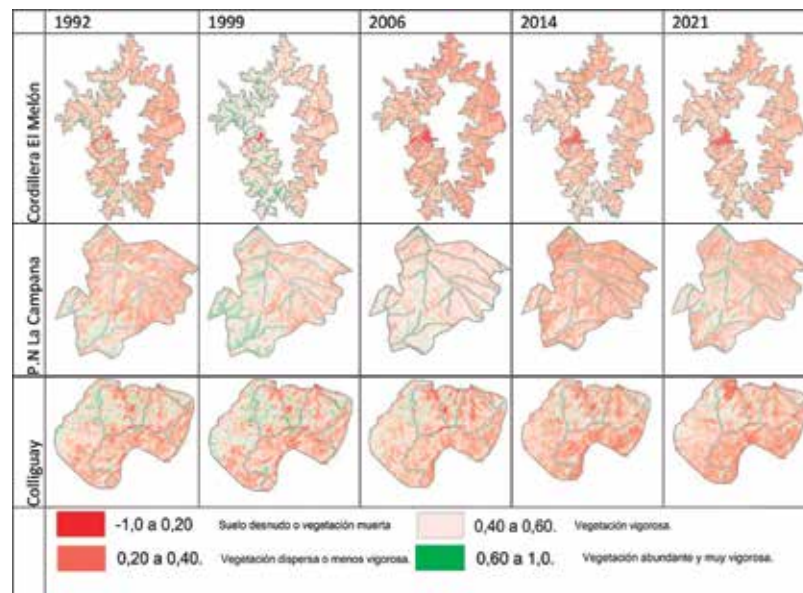 1992 1999 2006 2014 2021
Cordillera El Melón
P.N La Campana
Colliguay
-1,0 a 0,20 Suelo desnudo o vegetación muerta
0,40 a 0,60. Vegetación vigorosa.
0,20 a 0,40. Vegetación dispersa o menos vigorosa.
0,60 a 1,0. Vegetación abundante y muy vigorosa.